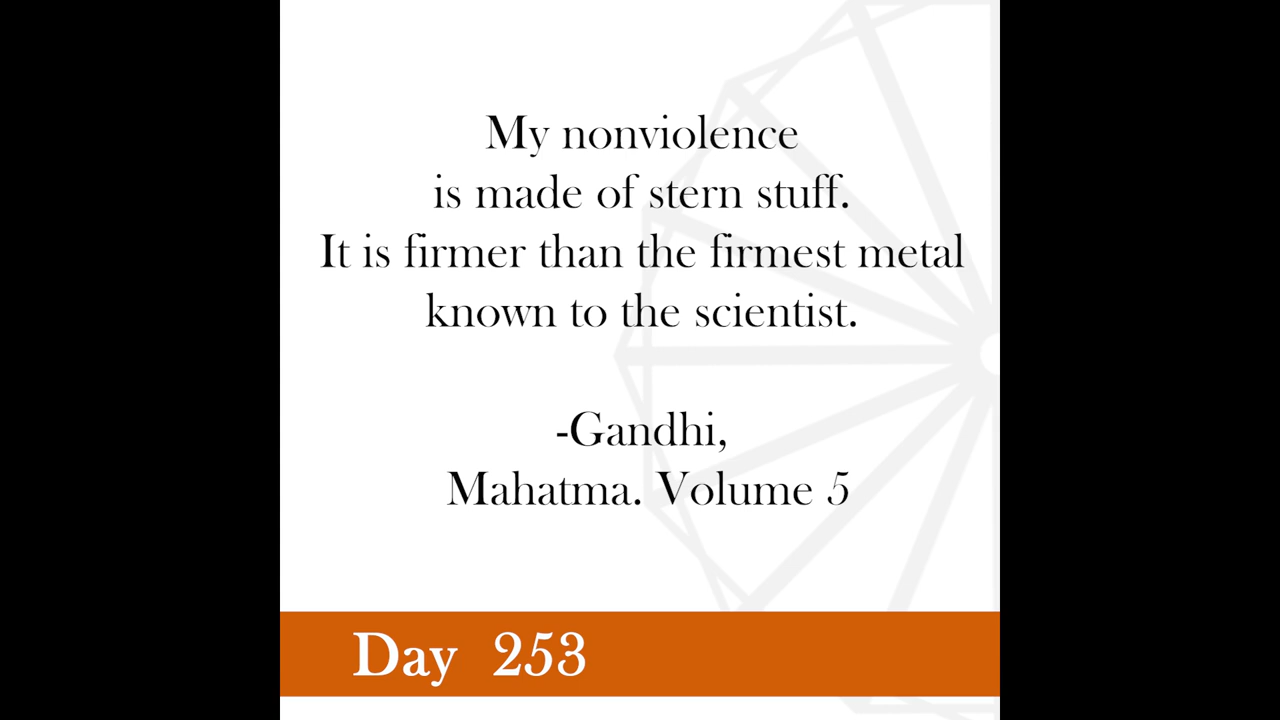 My nonviolence
is made of stern stuff.
It is firmer than the firmest metal
known to the scientist.
-Gandhi,
Mahatma. Volume 5
Day 253